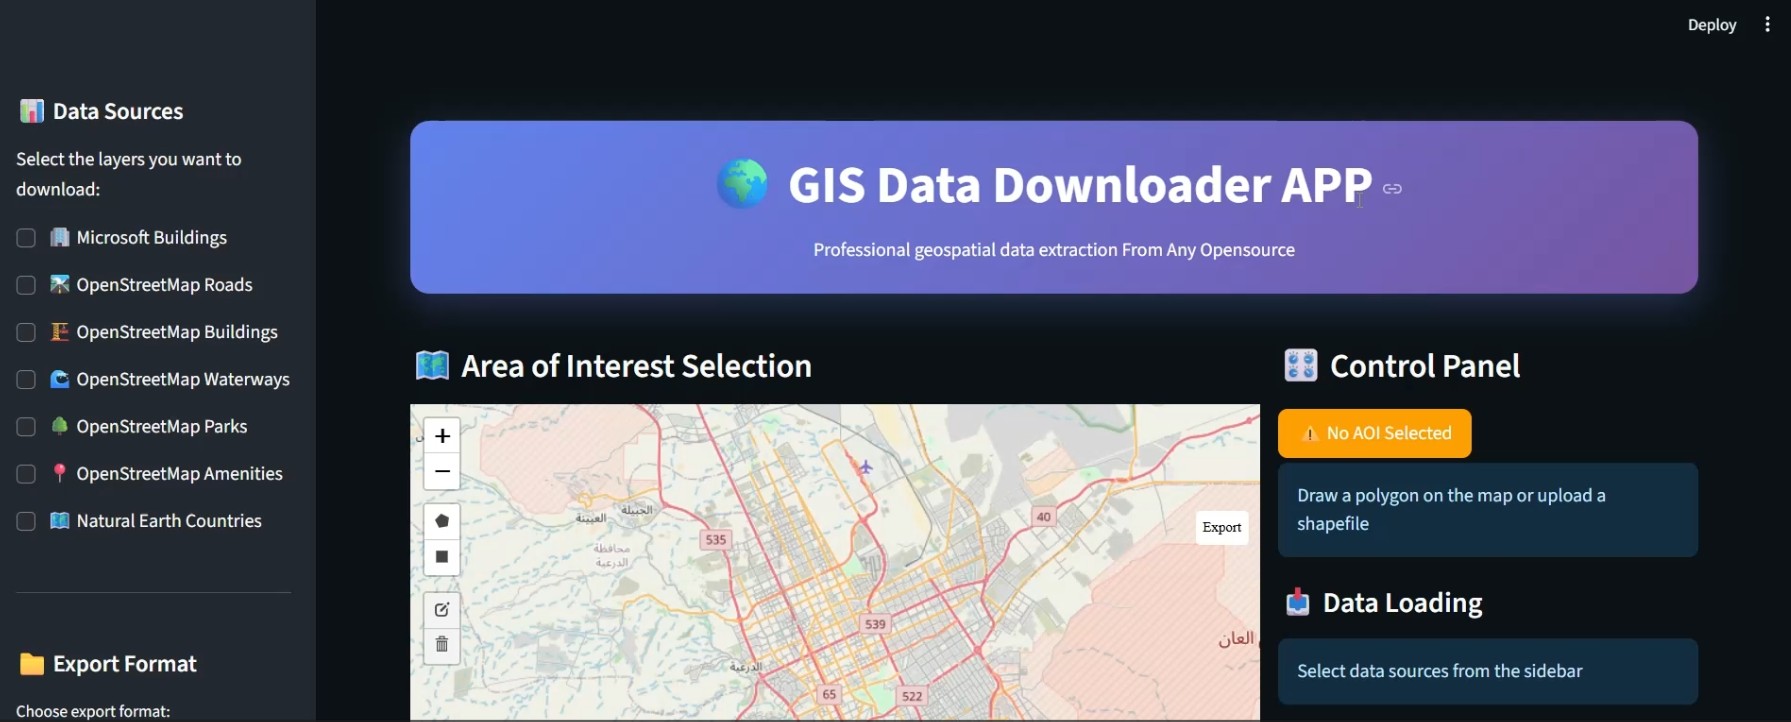 Deploy
Data Sources
Select the layers you want to
download:
Microsoft Buildings
OpenStreetMap Roads
OpenStreetMap Buildings
OpenStreetMap Waterways
OpenStreetMap Parks
OpenStreetMap Amenities
Natural Earth Countries
Export Format
Choose export format:
GIS Data Downloader APP
Professional geospatial data extraction From Any Opensource
Area of Interest Selection
+
−
الجبيلة
العيينة
محافظة
الدرعية
535
40
Export
539
العان
الدرعية
65
522
Control Panel
No AOI Selected
Draw a polygon on the map or upload a
shapefile
Data Loading
Select data sources from the sidebar